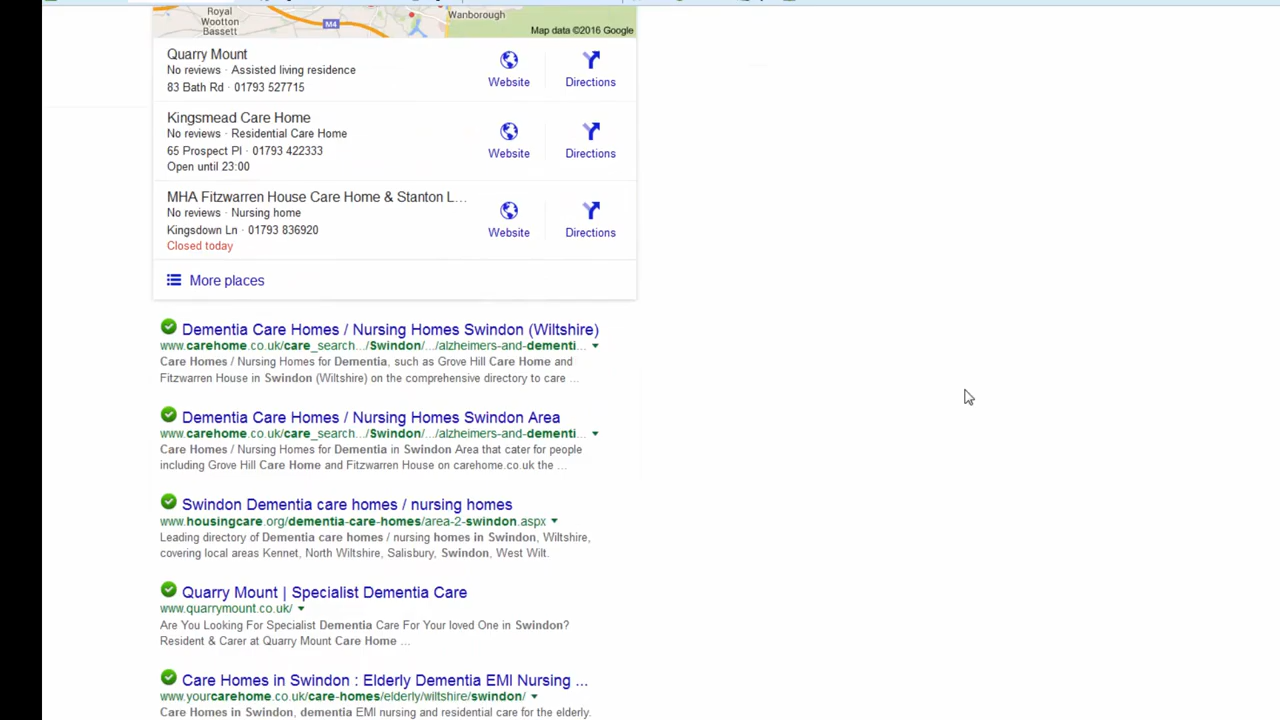 Royal
Wootton
Bassett
M4
Wanborough
Map data ©2016 Google
Quarry Mount
No reviews · Assisted living residence
83 Bath Rd · 01793 527715
Website
Directions
Kingsmead Care Home
No reviews · Residential Care Home
65 Prospect Pl · 01793 422333
Open until 23:00
Website
Directions
MHA Fitzwarren House Care Home & Stanton L...
No reviews · Nursing home
Kingsdown Ln · 01793 836920
Closed today
Website
Directions
More places
Dementia Care Homes / Nursing Homes Swindon (Wiltshire)
www.carehome.co.uk/care_search.../Swindon/.../alzheimers-and-dementi...
Care Homes / Nursing Homes for Dementia, such as Grove Hill Care Home and
Fitzwarren House in Swindon (Wiltshire) on the comprehensive directory to care ...
Dementia Care Homes / Nursing Homes Swindon Area
www.carehome.co.uk/care_search.../Swindon/.../alzheimers-and-dementi...
Care Homes / Nursing Homes for Dementia in Swindon Area that cater for people
including Grove Hill Care Home and Fitzwarren House on carehome.co.uk the ...
Swindon Dementia care homes / nursing homes
www.housingcare.org/dementia-care-homes/area-2-swindon.aspx
Leading directory of Dementia care homes / nursing homes in Swindon, Wiltshire,
covering local areas Kennet, North Wiltshire, Salisbury, Swindon, West Wilt.
Quarry Mount | Specialist Dementia Care
www.quarrymount.co.uk/
Are You Looking For Specialist Dementia Care For Your loved One in Swindon?
Resident & Carer at Quarry Mount Care Home ...
Care Homes in Swindon : Elderly Dementia EMI Nursing ...
www.yourcarehome.co.uk/care-homes/elderly/wiltshire/swindon/
Care Homes in Swindon, dementia EMI nursing and residential care for the elderly.